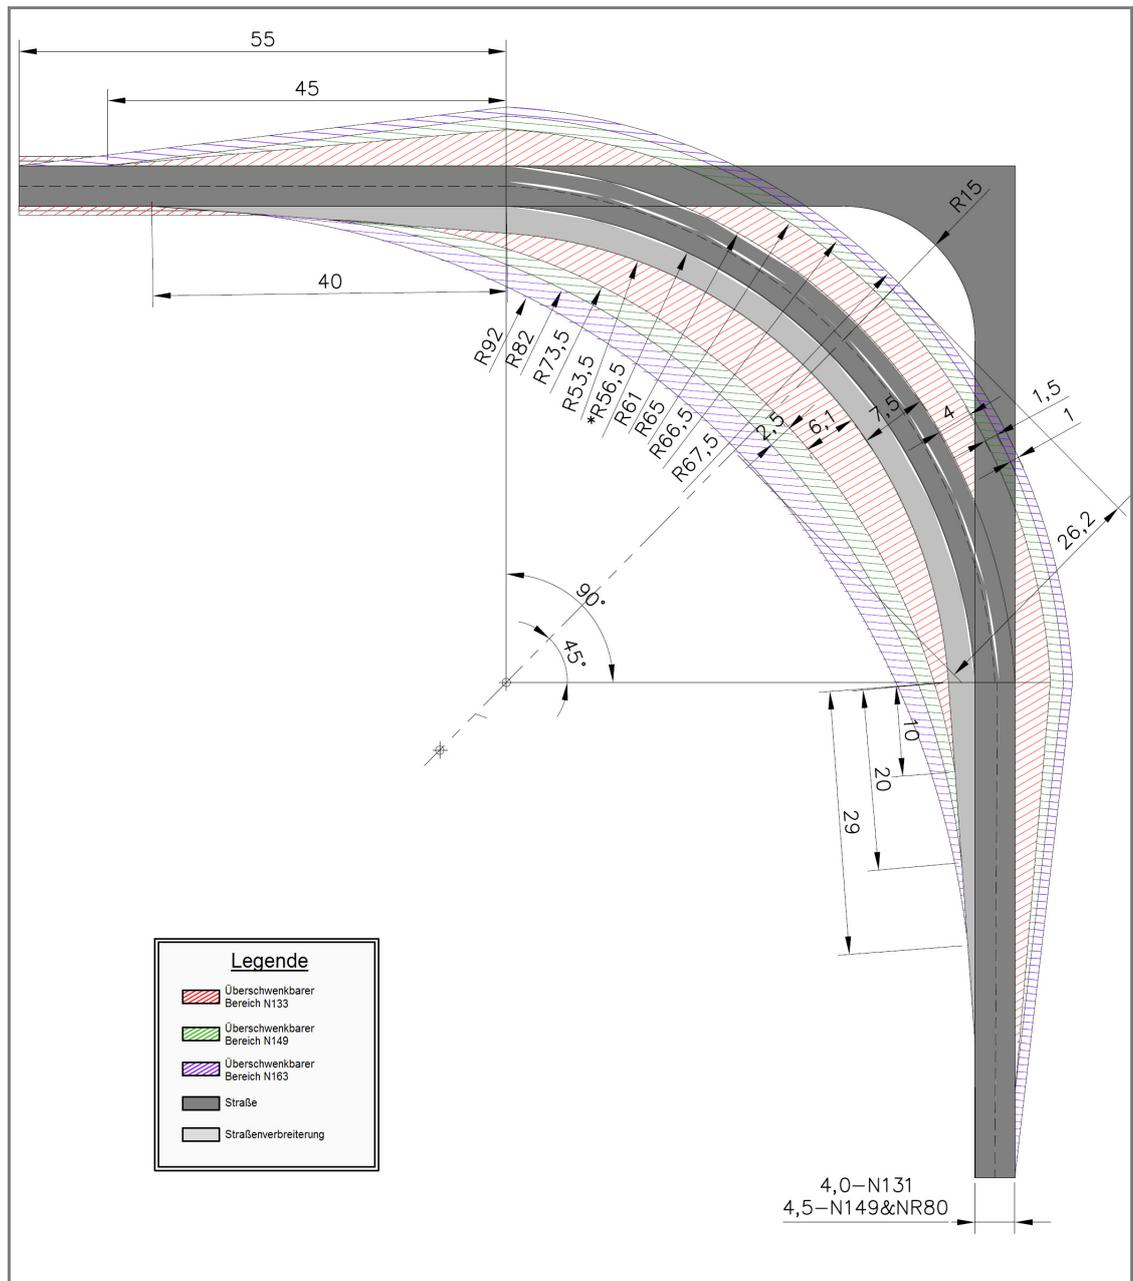 55
45
R15
40
R92
R82
R73,5
R53,5
*R56,5
R61
R65
R66,5
R67,5
2,5
6,1
7,5
4
1,5
1
26,2
90°
45°
10
20
29
Legende
Überschwenkbarer
Bereich N133
Überschwenkbarer
Bereich N149
Überschwenkbarer
Bereich N163
Straße
Straßenverbreiterung
4,0-N131
4,5-N149&NR80